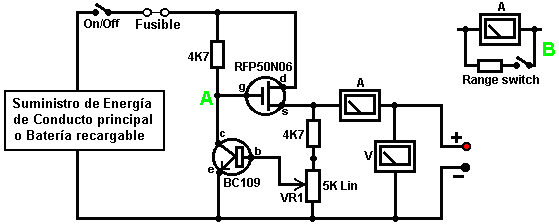 On/Off
Fusible
4K7
RFP50N06
d
g
s
A
A
A
B
Range switch
Suministro de Energía
de Conducto principal
o Batería recargable
4K7
V
+
−
c
b
e
BC109
VR1
5K Lin